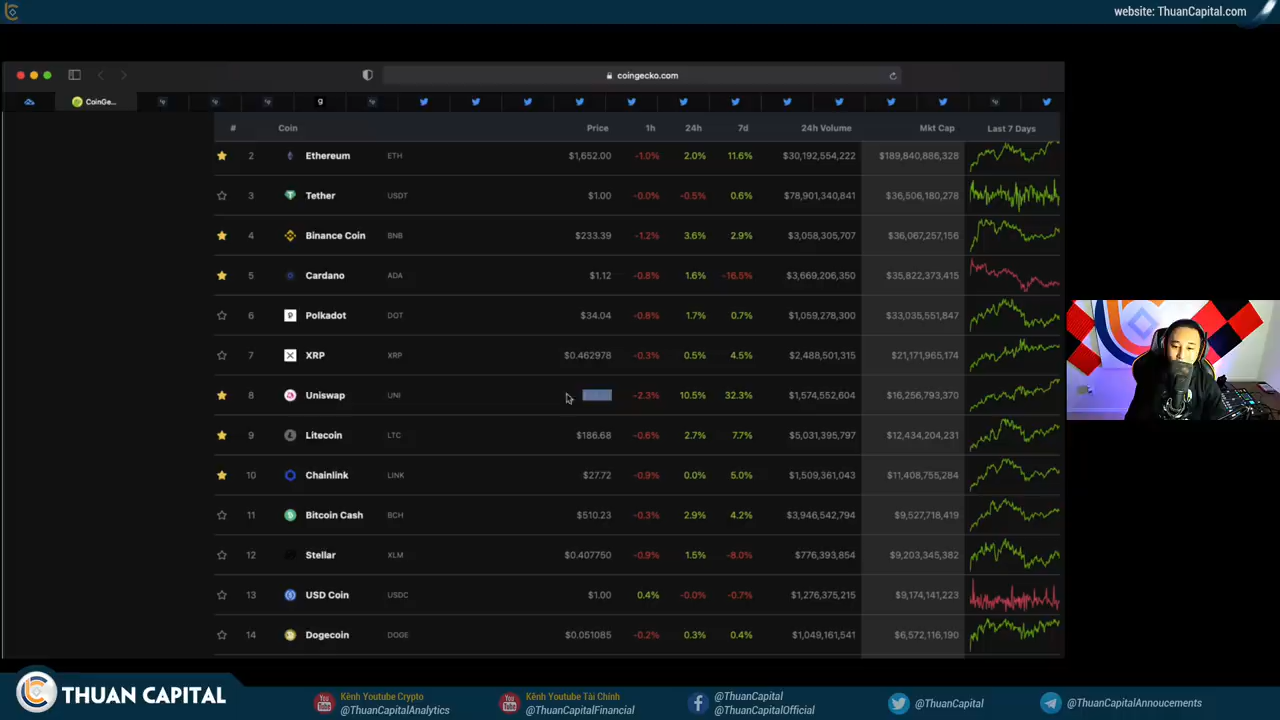 website: ThuanCapital.com
coingecko.com
CoinGe...
# Coin Price 1h 24h 7d 24h Volume Mkt Cap Last 7 Days
2 Ethereum ETH $1,652.00 -1.0% 2.0% 11.6% $30,192,554,222 $189,840,886,328
3 Tether USDT $1.00 -0.0% -0.5% 0.6% $78,901,340,841 $36,506,180,278
4 Binance Coin BNB $233.39 -1.2% 3.6% 2.9% $3,058,305,707 $36,067,257,156
5 Cardano ADA $1.12 -0.8% 1.6% -16.5% $3,669,206,350 $35,822,373,415
6 Polkadot DOT $34.04 -0.8% 1.7% 0.7% $1,059,278,300 $33,035,551,847
7 XRP XRP $0.462978 -0.3% 0.5% 4.5% $2,488,501,315 $21,171,965,174
8 Uniswap UNI -2.3% 10.5% 32.3% $1,574,552,604 $16,256,793,370
9 Litecoin LTC $186.68 -0.6% 2.7% 7.7% $5,031,395,797 $12,434,204,231
10 Chainlink LINK $27.72 -0.9% 0.0% 5.0% $1,509,361,043 $11,408,755,284
11 Bitcoin Cash BCH $510.23 -0.3% 2.9% 4.2% $3,946,542,794 $9,527,718,419
12 Stellar XLM $0.407750 -0.9% 1.5% -8.0% $776,393,854 $9,203,345,382
13 USD Coin USDC $1.00 0.4% -0.0% -0.7% $1,276,375,215 $9,174,141,223
14 Dogecoin DOGE $0.051085 -0.2% 0.3% 0.4% $1,049,161,541 $6,572,116,190
THUAN CAPITAL
Kênh Youtube Crypto
@ThuanCapitalAnalytics
Kênh Youtube Tài Chính
@ThuanCapitalFinancial
@ThuanCapital
@ThuanCapitalOfficial
@ThuanCapital
@ThuanCapitalAnnoucements